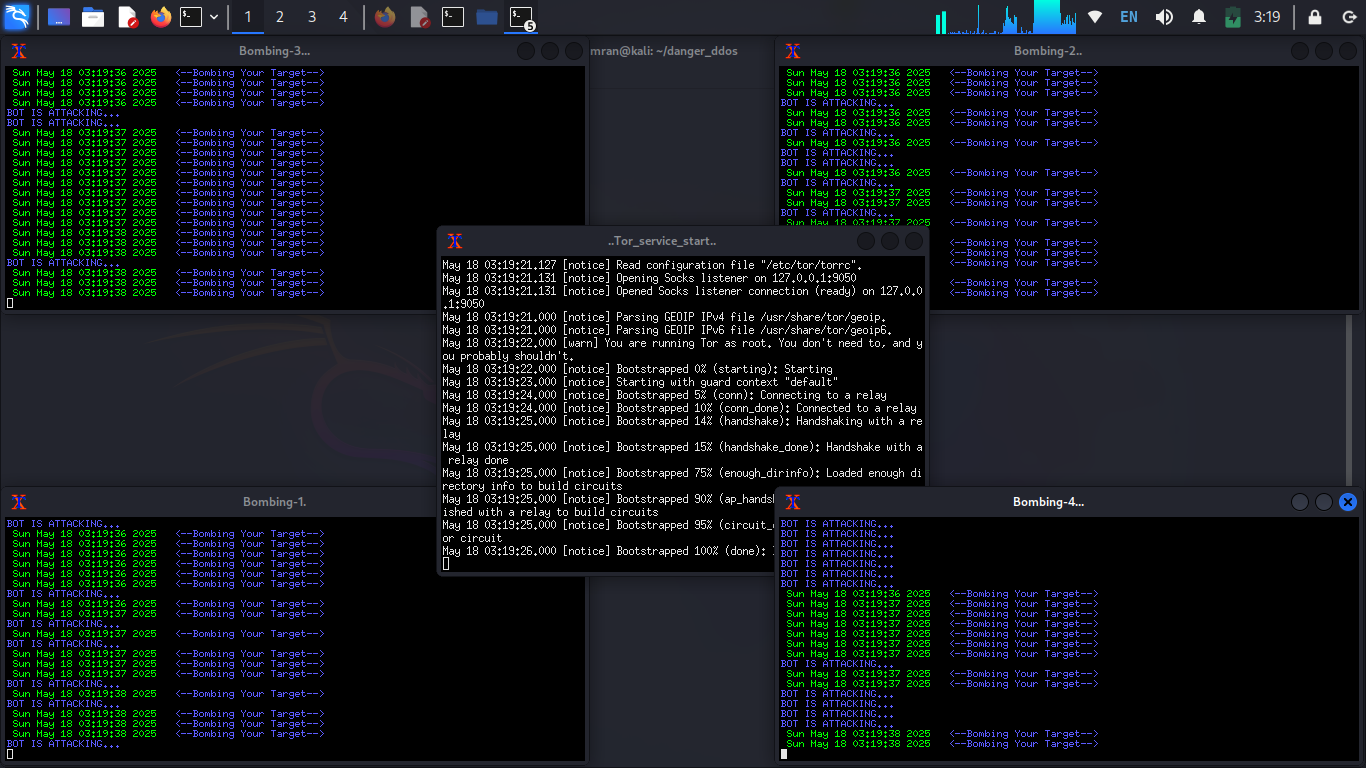 1 2 3 4 5 EN 3:19
Bombing-3...
Sun May 18 03:19:36 2025 <--Bombing Your Target-->
Sun May 18 03:19:36 2025 <--Bombing Your Target-->
Sun May 18 03:19:36 2025 <--Bombing Your Target-->
Sun May 18 03:19:36 2025 <--Bombing Your Target-->
BOT IS ATTACKING...
BOT IS ATTACKING...
Sun May 18 03:19:37 2025 <--Bombing Your Target-->
Sun May 18 03:19:37 2025 <--Bombing Your Target-->
Sun May 18 03:19:37 2025 <--Bombing Your Target-->
Sun May 18 03:19:37 2025 <--Bombing Your Target-->
Sun May 18 03:19:37 2025 <--Bombing Your Target-->
Sun May 18 03:19:37 2025 <--Bombing Your Target-->
Sun May 18 03:19:37 2025 <--Bombing Your Target-->
Sun May 18 03:19:37 2025 <--Bombing Your Target-->
Sun May 18 03:19:37 2025 <--Bombing Your Target-->
Sun May 18 03:19:37 2025 <--Bombing Your Target-->
Sun May 18 03:19:38 2025 <--Bombing Your Target-->
Sun May 18 03:19:38 2025 <--Bombing Your Target-->
Sun May 18 03:19:38 2025 <--Bombing Your Target-->
BOT IS ATTACKING...
Sun May 18 03:19:38 2025 <--Bombing Your Target-->
Sun May 18 03:19:38 2025 <--Bombing Your Target-->
Sun May 18 03:19:38 2025 <--Bombing Your Target-->
mran@kali: ~/danger_ddos
Bombing-2..
Sun May 18 03:19:36 2025 <--Bombing Your Target-->
Sun May 18 03:19:36 2025 <--Bombing Your Target-->
Sun May 18 03:19:36 2025 <--Bombing Your Target-->
BOT IS ATTACKING...
Sun May 18 03:19:36 2025 <--Bombing Your Target-->
Sun May 18 03:19:36 2025 <--Bombing Your Target-->
BOT IS ATTACKING...
Sun May 18 03:19:36 2025 <--Bombing Your Target-->
BOT IS ATTACKING...
BOT IS ATTACKING...
Sun May 18 03:19:36 2025 <--Bombing Your Target-->
BOT IS ATTACKING...
Sun May 18 03:19:37 2025 <--Bombing Your Target-->
Sun May 18 03:19:37 2025 <--Bombing Your Target-->
BOT IS ATTACKING...
Sun May 18 03:19:37 2025 <--Bombing Your Target-->
<--Bombing Your Target-->
<--Bombing Your Target-->
<--Bombing Your Target-->
<--Bombing Your Target-->
<--Bombing Your Target-->
..Tor_service_start..
May 18 03:19:21.127 [notice] Read configuration file "/etc/tor/torrc".
May 18 03:19:21.131 [notice] Opening Socks listener on 127.0.0.1:9050
May 18 03:19:21.131 [notice] Opened Socks listener connection (ready) on 127.0.0
.1:9050
May 18 03:19:21.000 [notice] Parsing GEOIP IPv4 file /usr/share/tor/geoip.
May 18 03:19:21.000 [notice] Parsing GEOIP IPv6 file /usr/share/tor/geoip6.
May 18 03:19:22.000 [warn] You are running Tor as root. You don't need to, and y
ou probably shouldn't.
May 18 03:19:22.000 [notice] Bootstrapped 0% (starting): Starting
May 18 03:19:23.000 [notice] Starting with guard context "default"
May 18 03:19:24.000 [notice] Bootstrapped 5% (conn): Connecting to a relay
May 18 03:19:24.000 [notice] Bootstrapped 10% (conn_done): Connected to a relay
May 18 03:19:25.000 [notice] Bootstrapped 14% (handshake): Handshaking with a re
lay
May 18 03:19:25.000 [notice] Bootstrapped 15% (handshake_done): Handshake with a
relay done
May 18 03:19:25.000 [notice] Bootstrapped 75% (enough_dirinfo): Loaded enough di
rectory info to build circuits
May 18 03:19:25.000 [notice] Bootstrapped 90% (ap_hands
ished with a relay to build circuits
May 18 03:19:25.000 [notice] Bootstrapped 95% (circuit_
or circuit
May 18 03:19:26.000 [notice] Bootstrapped 100% (done):
Bombing-1.
BOT IS ATTACKING...
Sun May 18 03:19:36 2025 <--Bombing Your Target-->
Sun May 18 03:19:36 2025 <--Bombing Your Target-->
Sun May 18 03:19:36 2025 <--Bombing Your Target-->
Sun May 18 03:19:36 2025 <--Bombing Your Target-->
Sun May 18 03:19:36 2025 <--Bombing Your Target-->
Sun May 18 03:19:36 2025 <--Bombing Your Target-->
BOT IS ATTACKING...
Sun May 18 03:19:36 2025 <--Bombing Your Target-->
Sun May 18 03:19:37 2025 <--Bombing Your Target-->
BOT IS ATTACKING...
Sun May 18 03:19:37 2025 <--Bombing Your Target-->
BOT IS ATTACKING...
Sun May 18 03:19:37 2025 <--Bombing Your Target-->
Sun May 18 03:19:37 2025 <--Bombing Your Target-->
Sun May 18 03:19:37 2025 <--Bombing Your Target-->
BOT IS ATTACKING...
Sun May 18 03:19:38 2025 <--Bombing Your Target-->
BOT IS ATTACKING...
Sun May 18 03:19:38 2025 <--Bombing Your Target-->
Sun May 18 03:19:38 2025 <--Bombing Your Target-->
Sun May 18 03:19:38 2025 <--Bombing Your Target-->
BOT IS ATTACKING...
Bombing-4...
BOT IS ATTACKING...
BOT IS ATTACKING...
BOT IS ATTACKING...
BOT IS ATTACKING...
BOT IS ATTACKING...
BOT IS ATTACKING...
BOT IS ATTACKING...
Sun May 18 03:19:36 2025 <--Bombing Your Target-->
Sun May 18 03:19:37 2025 <--Bombing Your Target-->
Sun May 18 03:19:37 2025 <--Bombing Your Target-->
Sun May 18 03:19:37 2025 <--Bombing Your Target-->
Sun May 18 03:19:37 2025 <--Bombing Your Target-->
Sun May 18 03:19:37 2025 <--Bombing Your Target-->
Sun May 18 03:19:37 2025 <--Bombing Your Target-->
BOT IS ATTACKING...
Sun May 18 03:19:37 2025 <--Bombing Your Target-->
Sun May 18 03:19:37 2025 <--Bombing Your Target-->
BOT IS ATTACKING...
BOT IS ATTACKING...
BOT IS ATTACKING...
BOT IS ATTACKING...
Sun May 18 03:19:38 2025 <--Bombing Your Target-->
Sun May 18 03:19:38 2025 <--Bombing Your Target-->